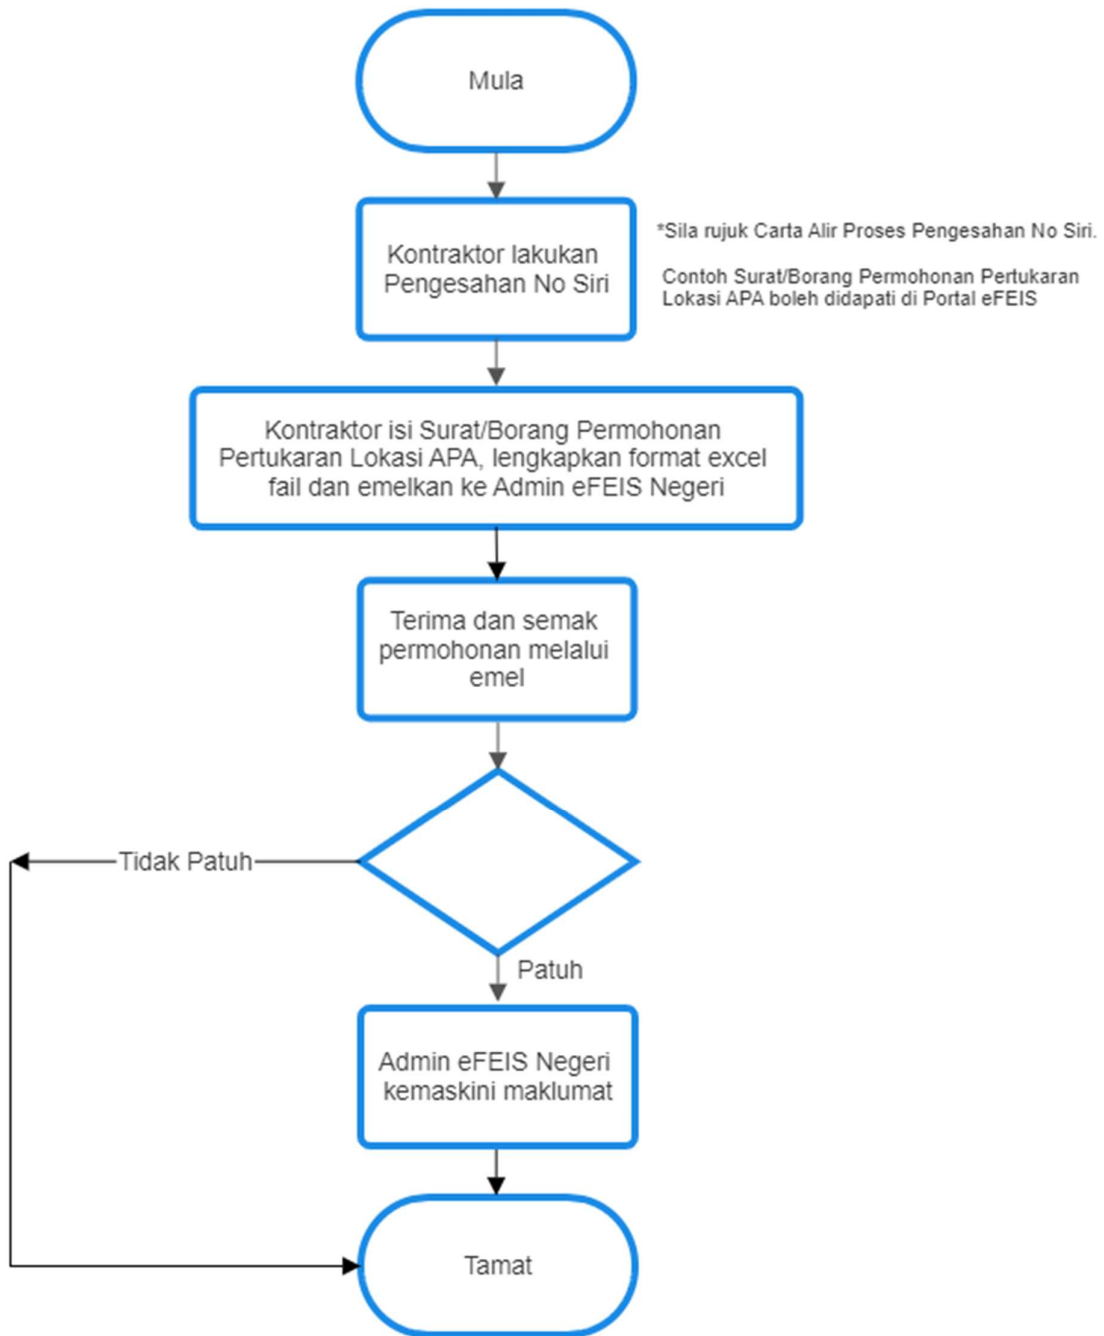 Mula
Kontraktor lakukan
Pengesahan No Siri
*Sila rujuk Carta Alir Proses Pengesahan No Siri.
Contoh Surat/Borang Permohonan Pertukaran
Lokasi APA boleh didapati di Portal eFEIS
Kontraktor isi Surat/Borang Permohonan
Pertukaran Lokasi APA, lengkapkan format excel
fail dan emelkan ke Admin eFEIS Negeri
Terima dan semak
permohonan melalui
emel
Tidak Patuh
Patuh
Admin eFEIS Negeri
kemaskini maklumat
Tamat